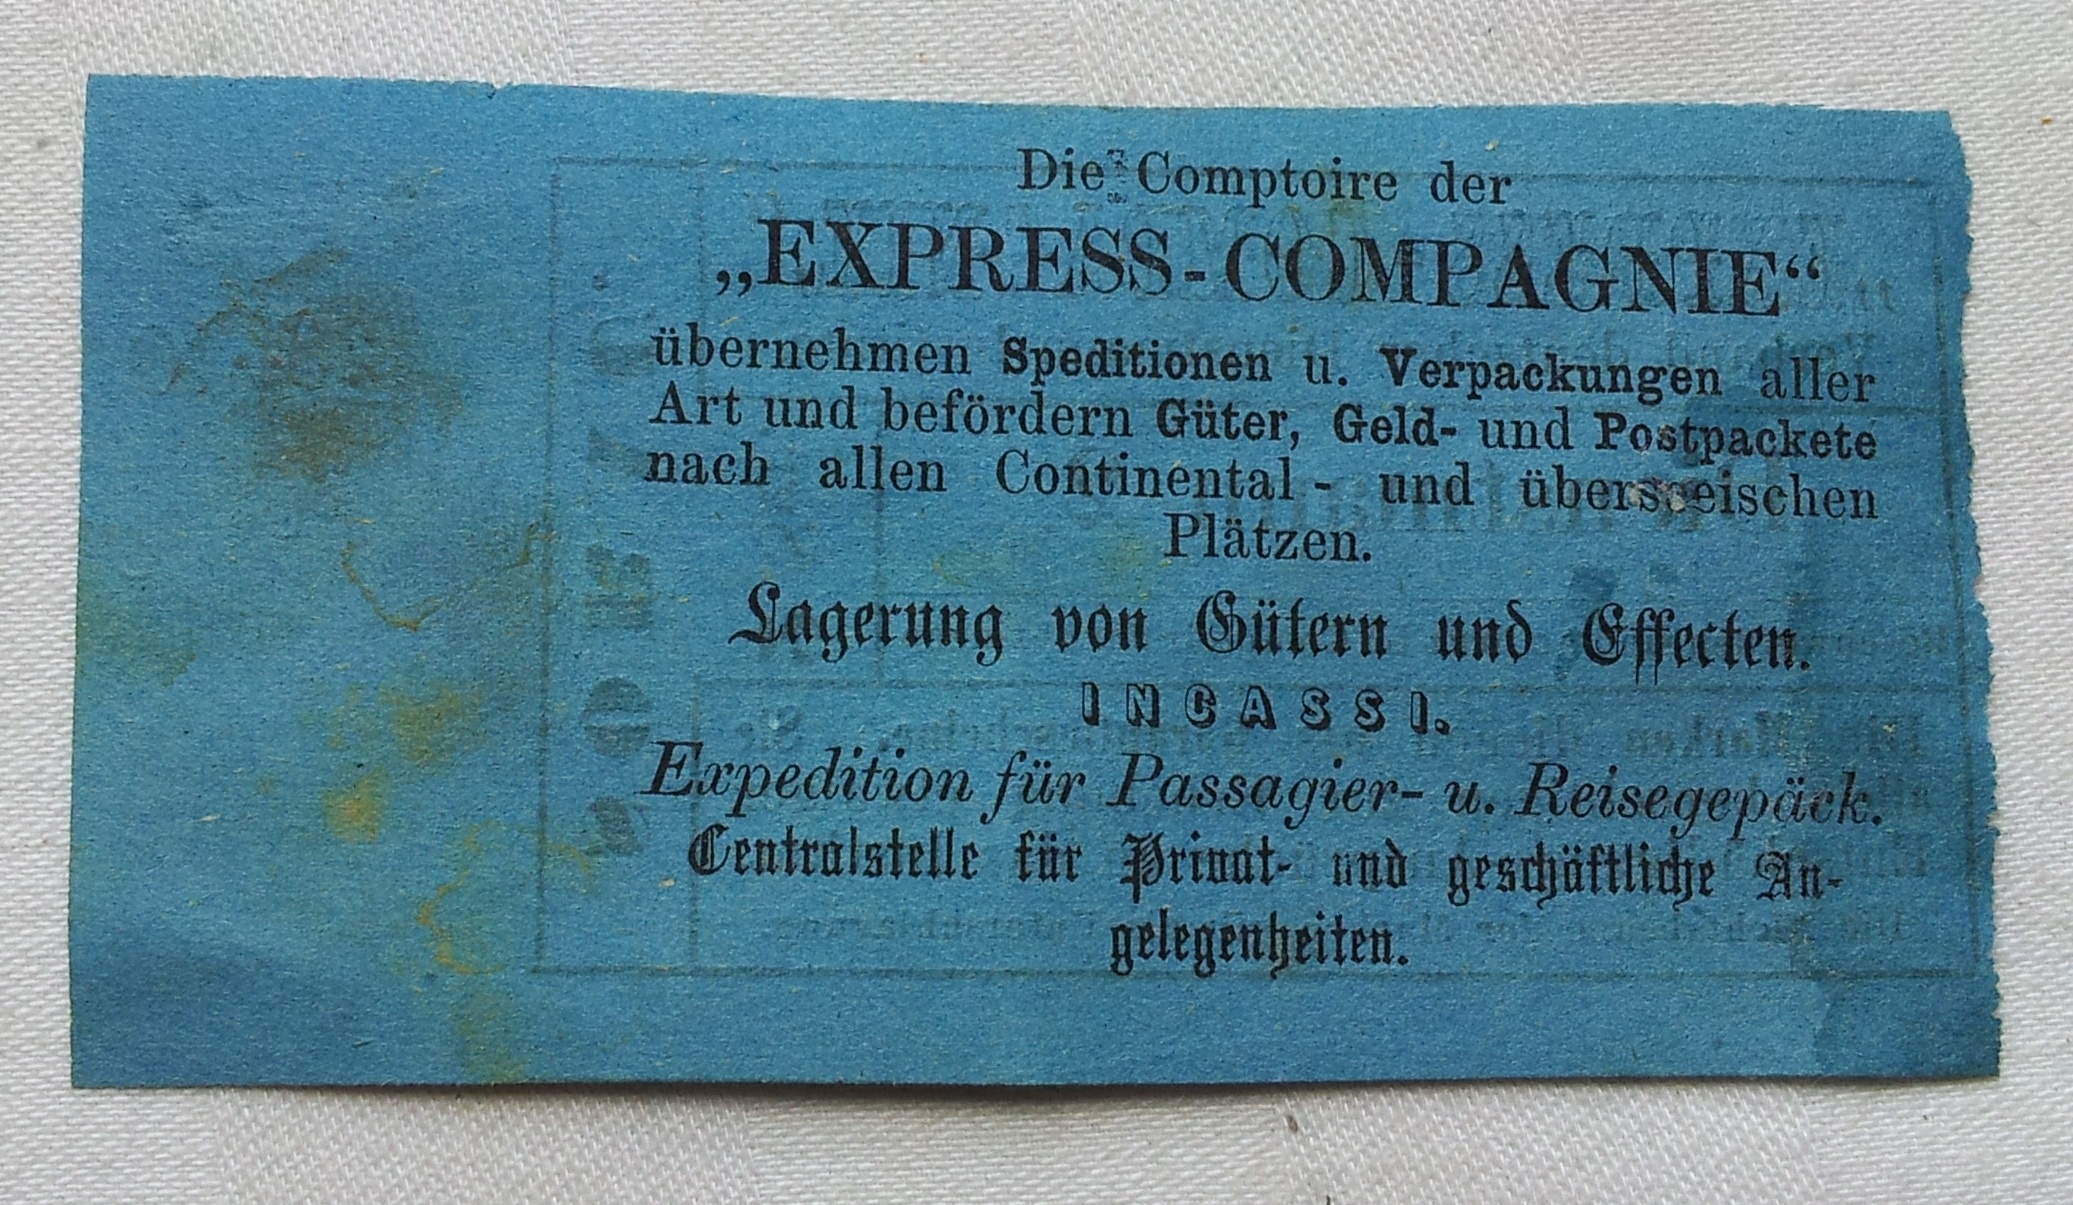 Die Comptoire der
„EXPRESS-COMPAGNIE“
übernehmen Speditionen u. Verpackungen aller
Art und befördern Güter, Geld- und Postpackete
nach allen Continental- und überseeischen
Plätzen.
Lagerung von Gütern und Effecten.
INCASSI.
Expedition für Passagier- u. Reisegepäck.
Centralstelle für Privat- und geschäftliche An-
gelegenheiten.